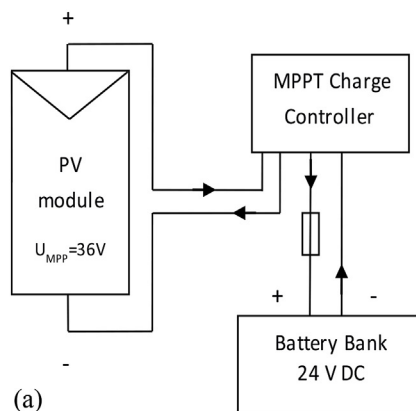 +
MPPT Charge
Controller
PV
module
U_MPP=36V
+ -
-
Battery Bank
24 V DC
(a)